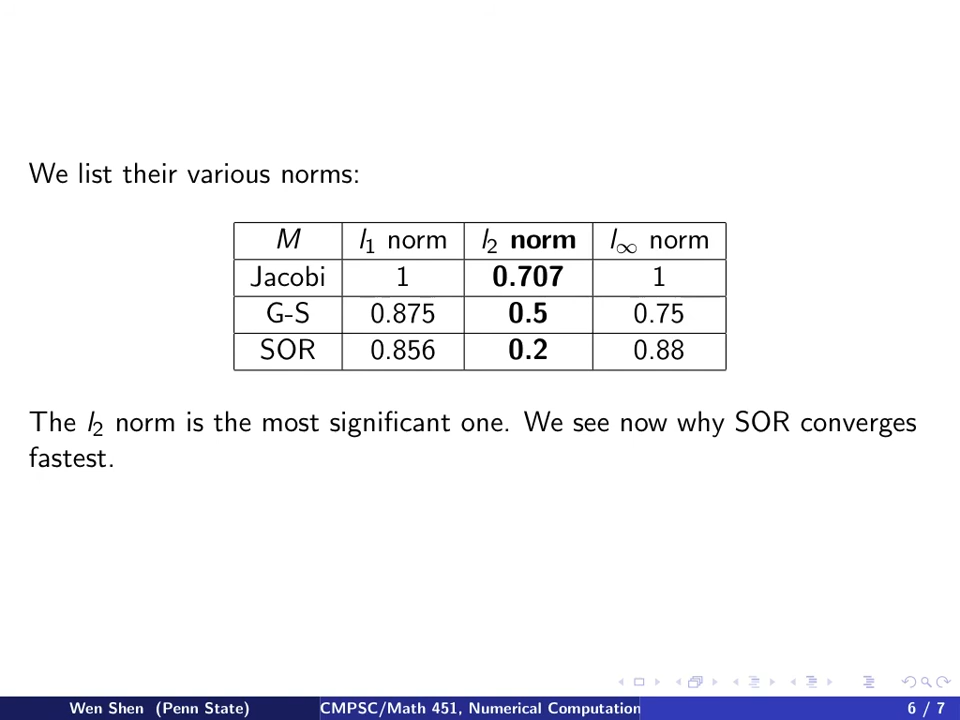 We list their various norms:
M l₁ norm l₂ norm l∞ norm
Jacobi 1 0.707 1
G-S 0.875 0.5 0.75
SOR 0.856 0.2 0.88
The l₂ norm is the most significant one. We see now why SOR converges
fastest.
Wen Shen (Penn State) CMPSC/Math 451, Numerical Computation 6 / 7